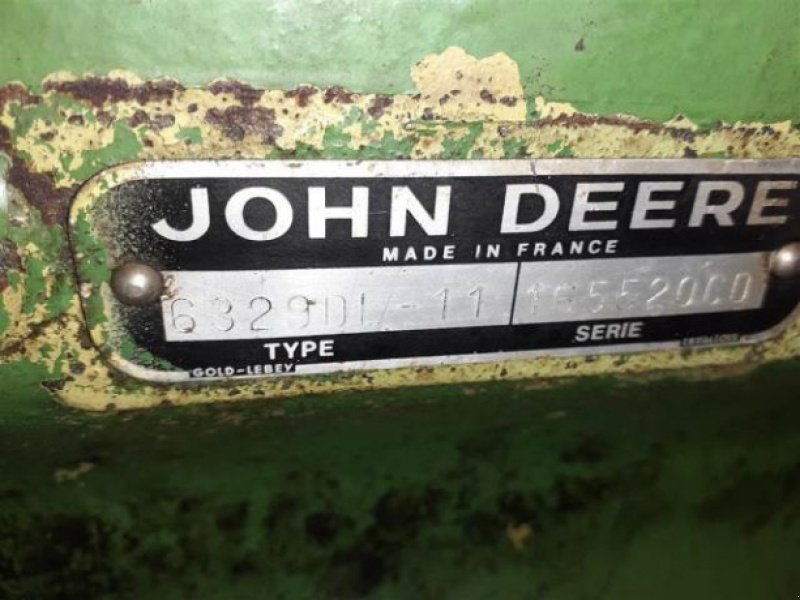 JOHN DEERE
MADE IN FRANCE
6329DL-11
TYPE SERIE
GOLD-LEBEY